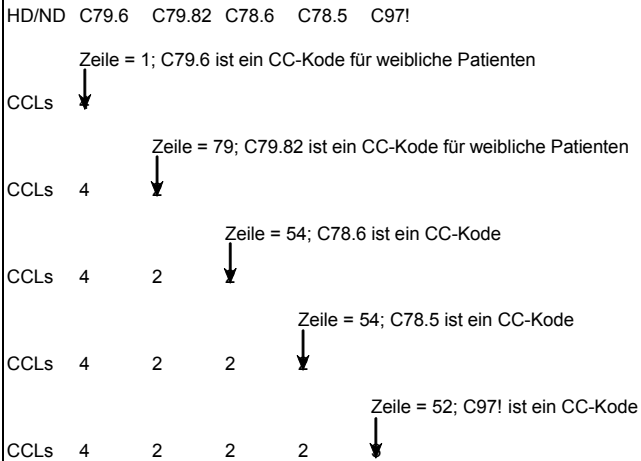 HD/ND C79.6 C79.82 C78.6 C78.5 C97!
Zeile = 1; C79.6 ist ein CC-Kode für weibliche Patienten
CCLs
Zeile = 79; C79.82 ist ein CC-Kode für weibliche Patienten
CCLs 4
Zeile = 54; C78.6 ist ein CC-Kode
CCLs 4 2
Zeile = 54; C78.5 ist ein CC-Kode
CCLs 4 2 2
Zeile = 52; C97! ist ein CC-Kode
CCLs 4 2 2 2